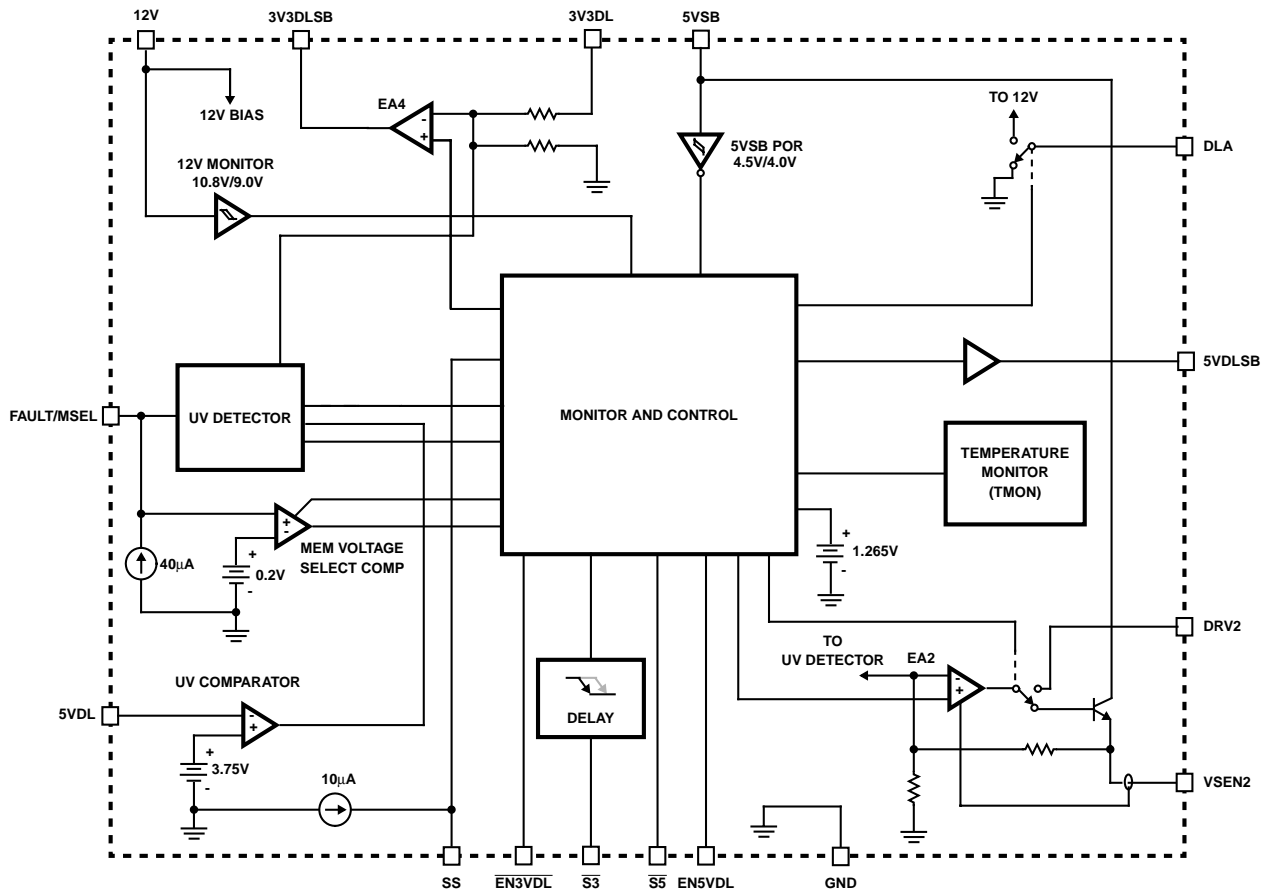 12V
3V3DLSB
3V3DL
5VSB
EA4
-
+
12V BIAS
TO 12V
5VSB POR
4.5V/4.0V
DLA
12V MONITOR
10.8V/9.0V
5VDLSB
FAULT/MSEL
UV DETECTOR
MONITOR AND CONTROL
TEMPERATURE
MONITOR
(TMON)
+
-
MEM VOLTAGE
SELECT COMP
40μA
+
0.2V
-
+
1.265V
-
DRV2
TO
UV DETECTOR
EA2
-
+
UV COMPARATOR
DELAY
5VDL
-
+
+
3.75V
-
10μA
VSEN2
SS
EN3VDL
S3
S5
EN5VDL
GND